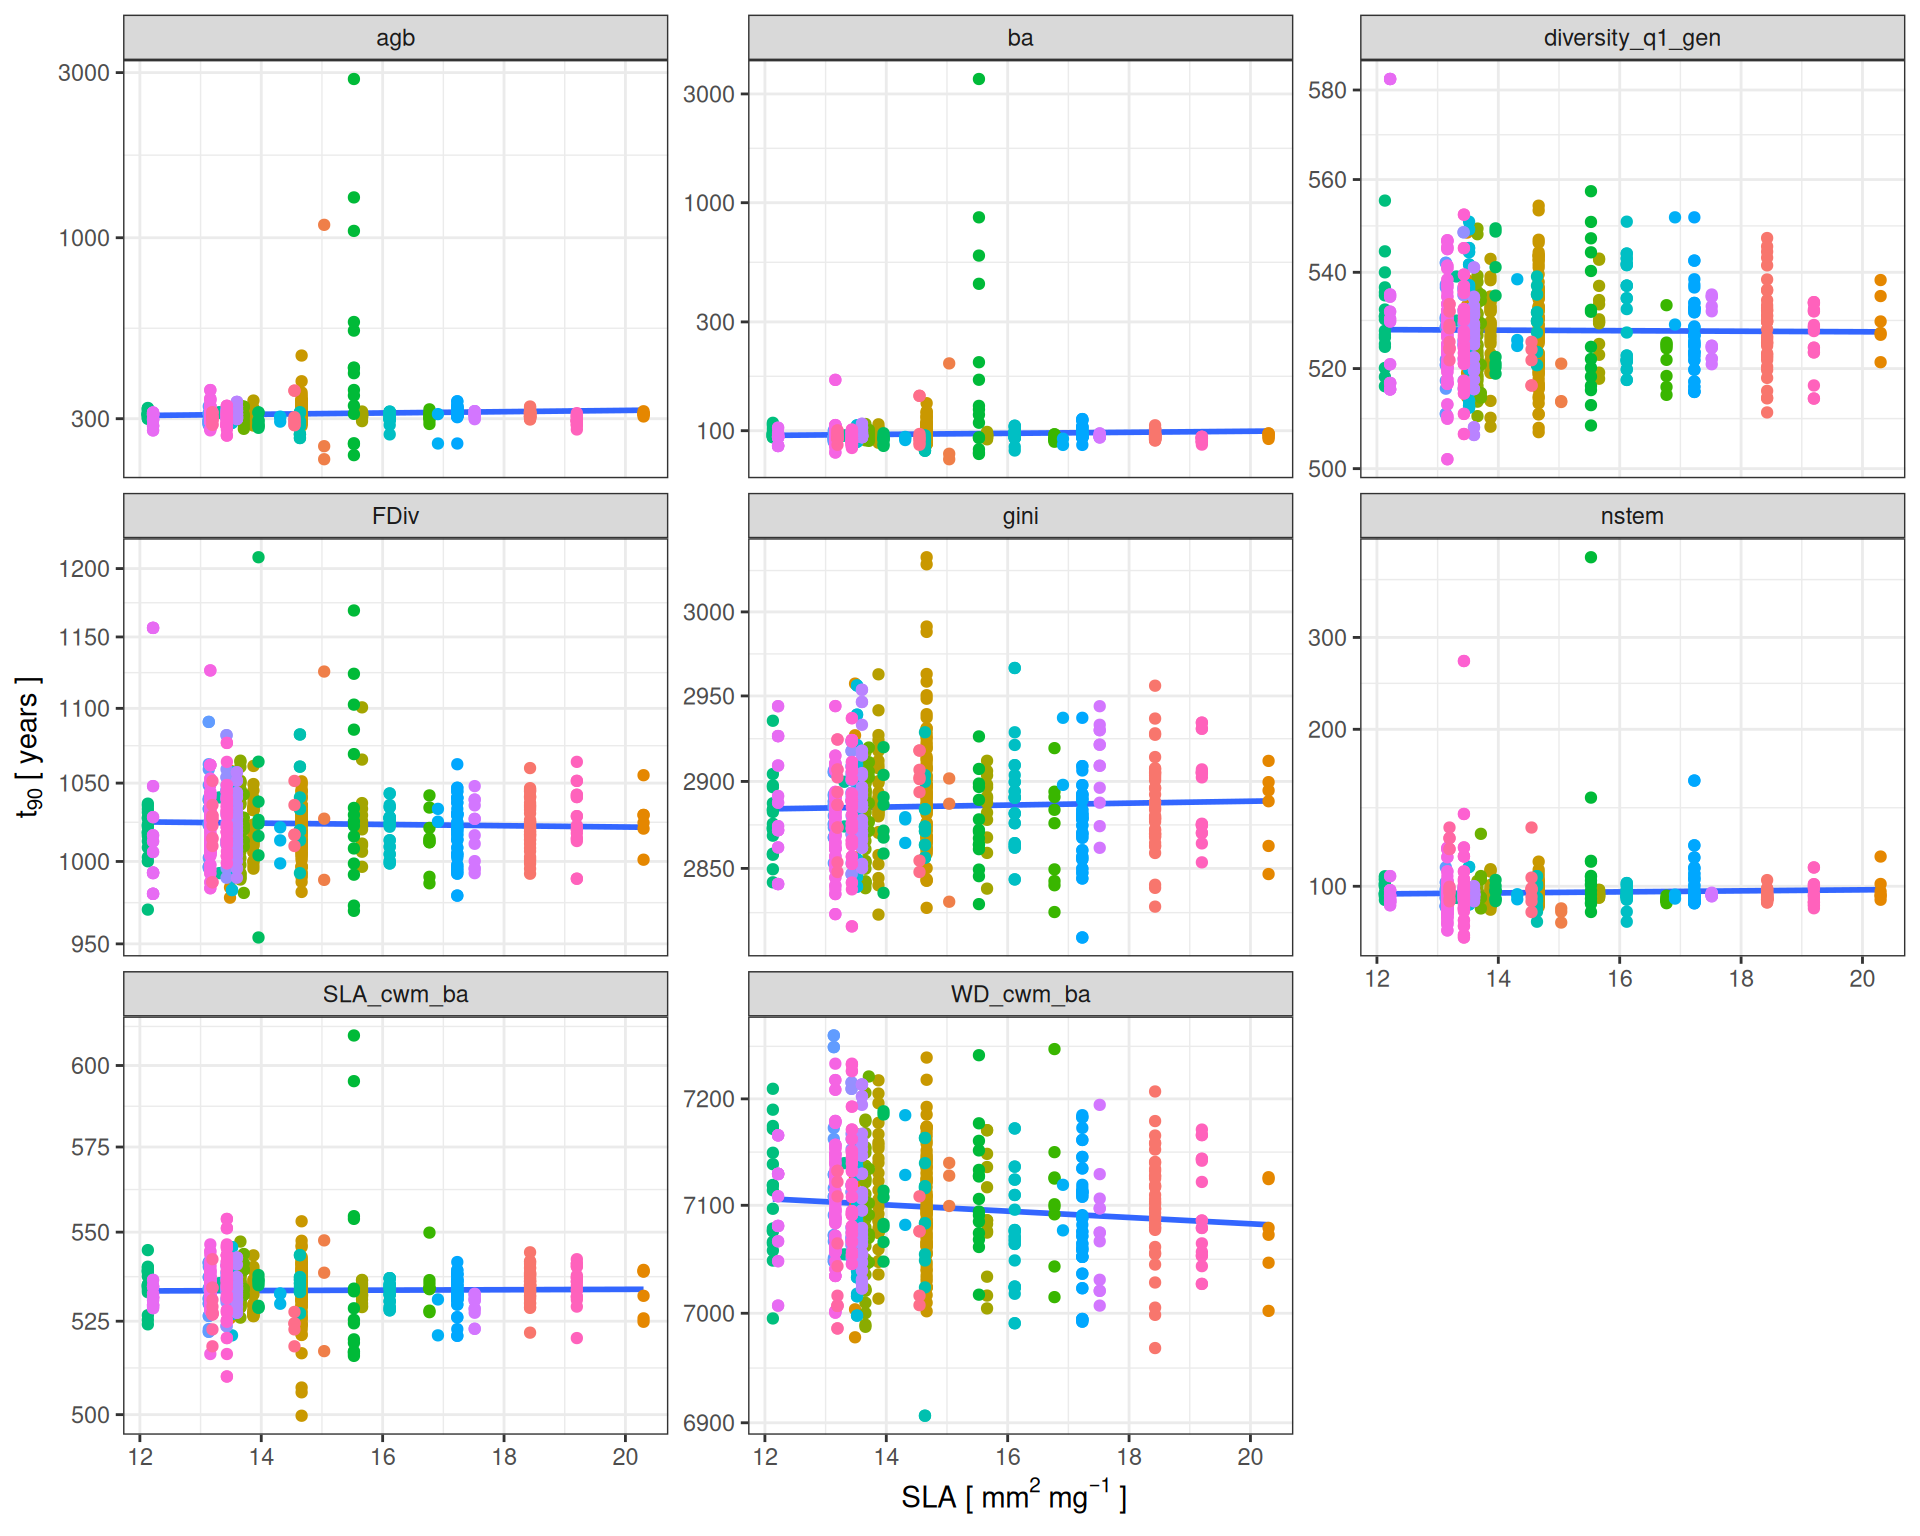 agb
ba
diversity_q1_gen
3000
1000
300
3000
1000
300
100
580
560
540
520
500
FDiv
gini
nstem
1200
1150
1100
1050
1000
950
3000
2950
2900
2850
300
200
100
12 14 16 18 20
SLA_cwm_ba
WD_cwm_ba
600
575
550
525
500
7200
7100
7000
6900
12 14 16 18 20
12 14 16 18 20
t90 [ years ]
SLA [ mm² mg⁻¹ ]